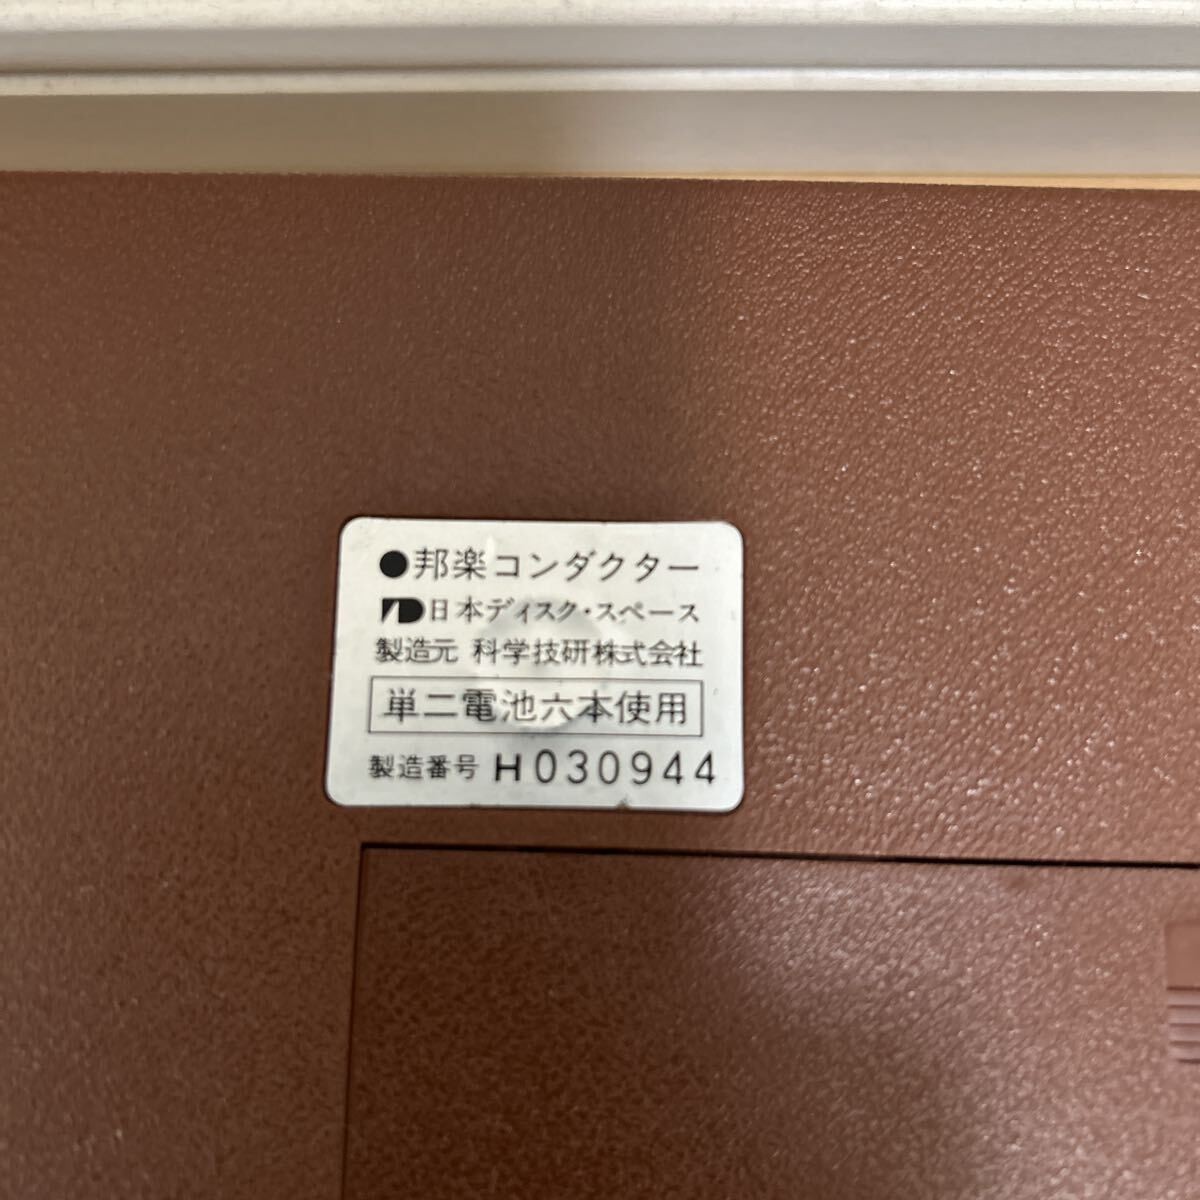 ●邦楽コンダクター
日本ディスク・スペース
製造元 科学技研株式会社
単二電池六本使用
製造番号 H030944